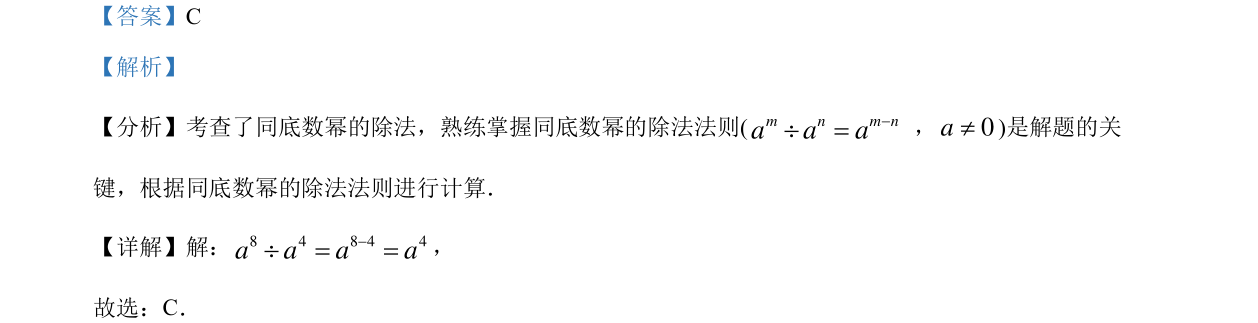 【答案】C
【解析】
【分析】考查了同底数幂的除法，熟练掌握同底数幂的除法法则($a^m \div a^n = a^{m-n}$ ，$a \neq 0$)是解题的关
键，根据同底数幂的除法法则进行计算．
【详解】解：$a^8 \div a^4 = a^{8-4} = a^4$，
故选：C．